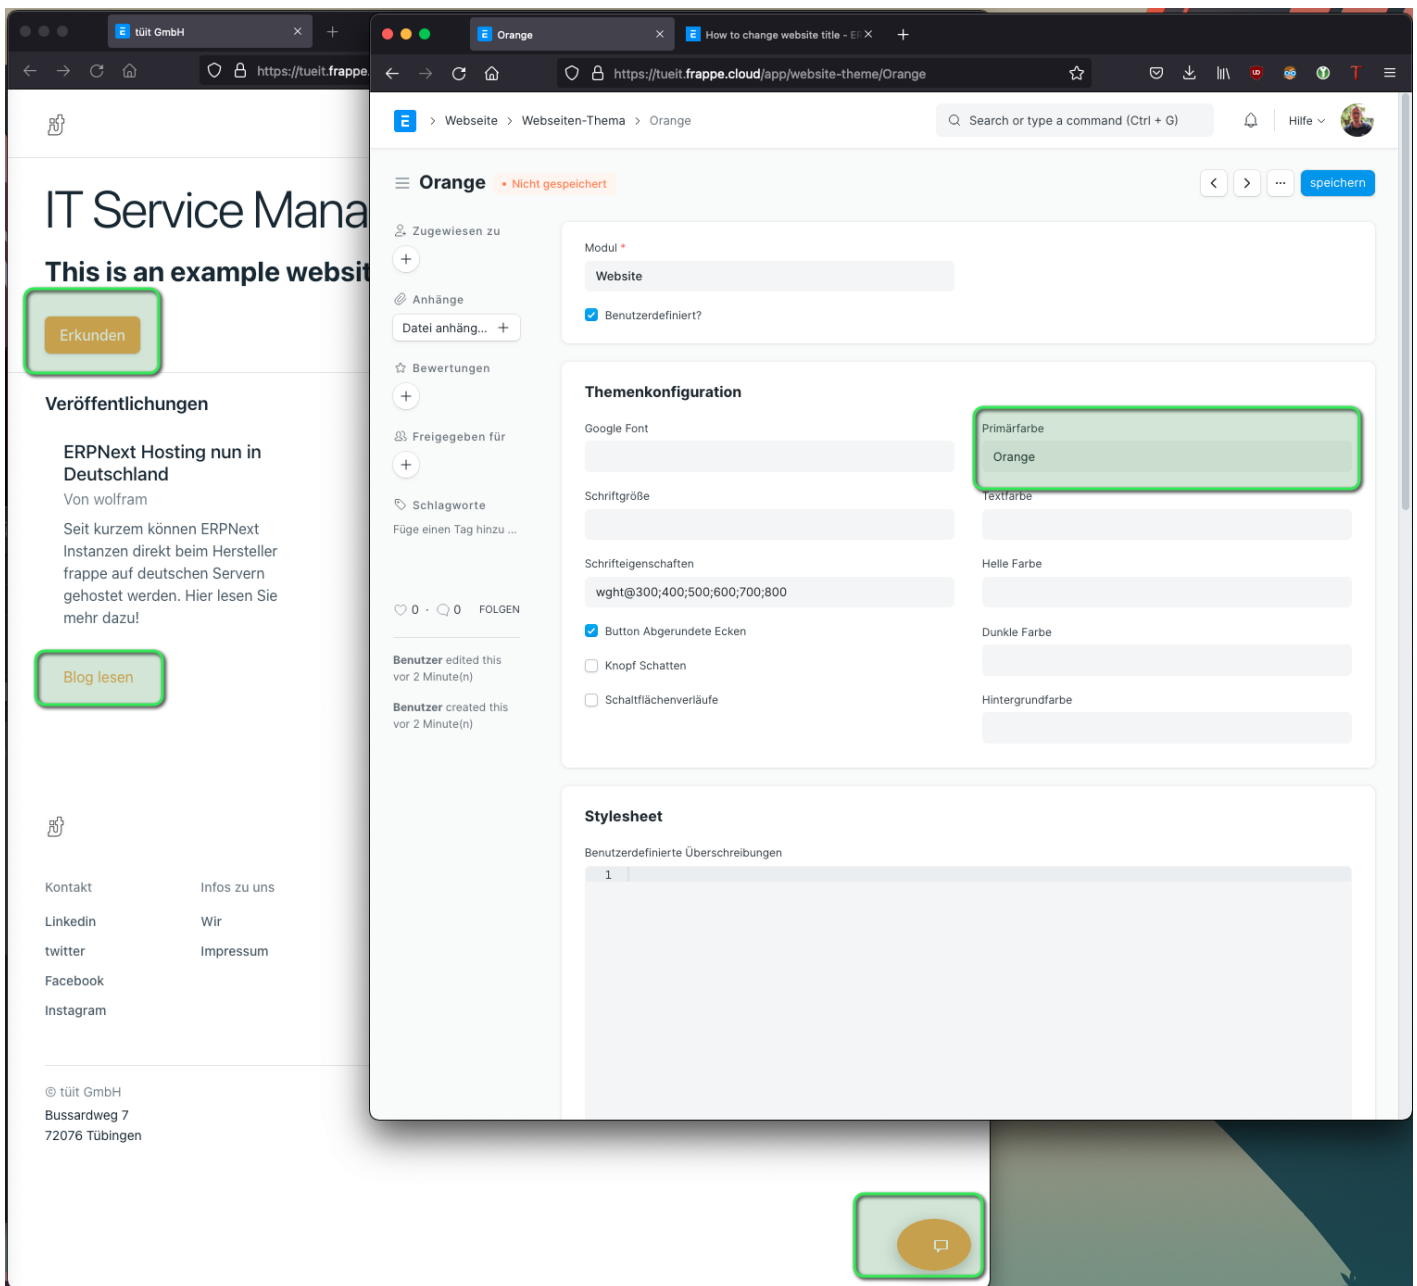 tüit GmbH
https://tueit.frappe.
IT Service Mana
This is an example websit
Erkunden
Veröffentlichungen
ERPNext Hosting nun in
Deutschland
Von wolfram
Seit kurzem können ERPNext
Instanzen direkt beim Hersteller
frappe auf deutschen Servern
gehostet werden. Hier lesen Sie
mehr dazu!
Blog lesen
Kontakt
Infos zu uns
Linkedin
Wir
twitter
Impressum
Facebook
Instagram
© tüit GmbH
Bussardweg 7
72076 Tübingen
Orange
How to change website title - ER
https://tueit.frappe.cloud/app/website-theme/Orange
Webseite > Webseiten-Thema > Orange
Search or type a command (Ctrl + G)
Hilfe
Orange
• Nicht gespeichert
speichern
Zugewiesen zu
Anhänge
Datei anhäng... +
Bewertungen
Freigegeben für
Schlagworte
Füge einen Tag hinzu ...
0 · 0 FOLGEN
Benutzer edited this
vor 2 Minute(n)
Benutzer created this
vor 2 Minute(n)
Modul *
Website
Benutzerdefiniert?
Themenkonfiguration
Google Font
Primärfarbe
Orange
Schriftgröße
Textfarbe
Schrifteigenschaften
Helle Farbe
wght@300;400;500;600;700;800
Button Abgerundete Ecken
Dunkle Farbe
Knopf Schatten
Schaltflächenverläufe
Hintergrundfarbe
Stylesheet
Benutzerdefinierte Überschreibungen
1